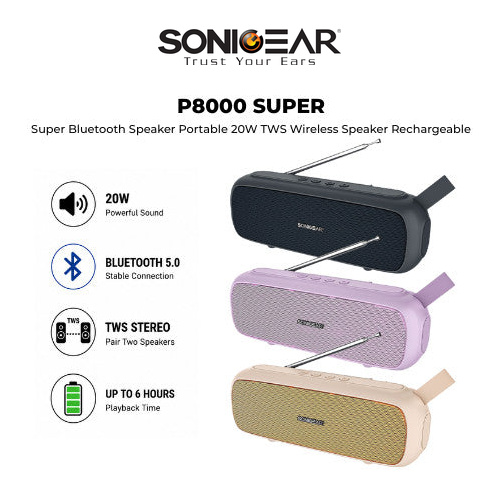 SONICGEAR®
Trust Your Ears
P8000 SUPER
Super Bluetooth Speaker Portable 20W TWS Wireless Speaker Rechargeable
20W
Powerful Sound
BLUETOOTH 5.0
Stable Connection
TWS
TWS STEREO
Pair Two Speakers
UP TO 6 HOURS
Playback Time
SONICGEAR